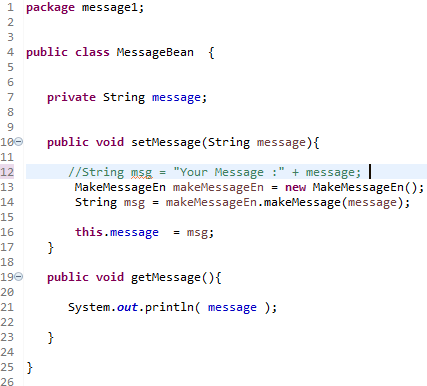 1 package message1;
2
3
4 public class MessageBean  {
5
6
7    private String message;
8
9
10    public void setMessage(String message){
11
12       //String msg = "Your Message :" + message;
13        MakeMessageEn makeMessageEn = new MakeMessageEn();
14        String msg = makeMessageEn.makeMessage(message);
15
16        this.message  = msg;
17    }
18
19    public void getMessage(){
20
21       System.out.println( message );
22
23    }
24
25 }
26